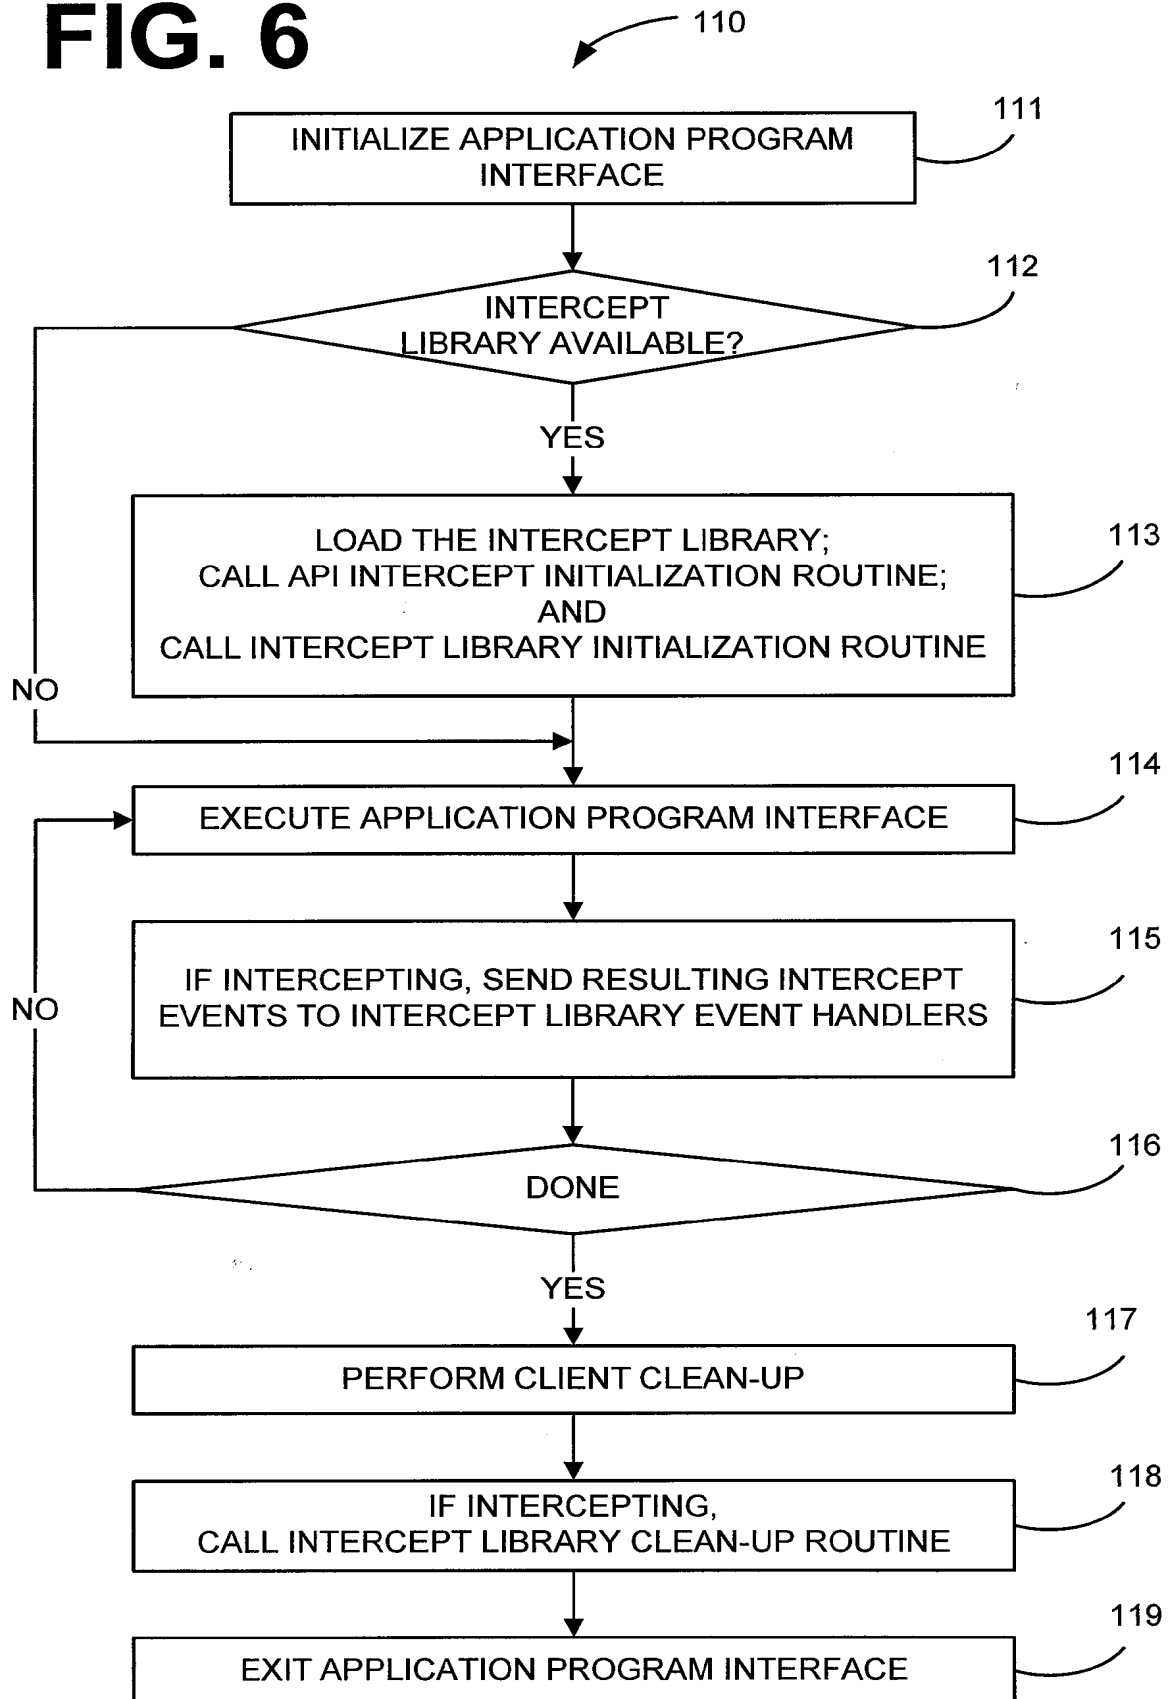 FIG. 6
110
INITIALIZE APPLICATION PROGRAM
INTERFACE
111
INTERCEPT
LIBRARY AVAILABLE?
112
YES
LOAD THE INTERCEPT LIBRARY;
CALL API INTERCEPT INITIALIZATION ROUTINE;
AND
CALL INTERCEPT LIBRARY INITIALIZATION ROUTINE
113
NO
EXECUTE APPLICATION PROGRAM INTERFACE
114
IF INTERCEPTING, SEND RESULTING INTERCEPT
EVENTS TO INTERCEPT LIBRARY EVENT HANDLERS
115
NO
DONE
116
YES
PERFORM CLIENT CLEAN-UP
117
IF INTERCEPTING,
CALL INTERCEPT LIBRARY CLEAN-UP ROUTINE
118
EXIT APPLICATION PROGRAM INTERFACE
119